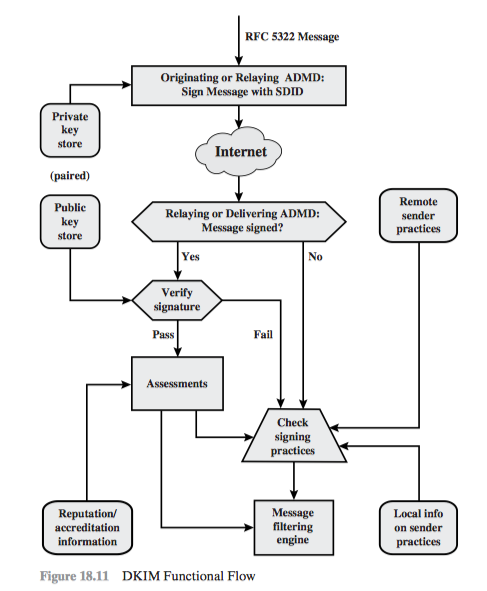 RFC 5322 Message
Originating or Relaying ADMD:
Sign Message with SDID
Private
key
store
Internet
(paired)
Public
key
store
Relaying or Delivering ADMD:
Message signed?
Remote
sender
practices
Yes
No
Verify
signature
Pass
Fail
Assessments
Check
signing
practices
Reputation/
accreditation
information
Message
filtering
engine
Local info
on sender
practices
Figure 18.11 DKIM Functional Flow